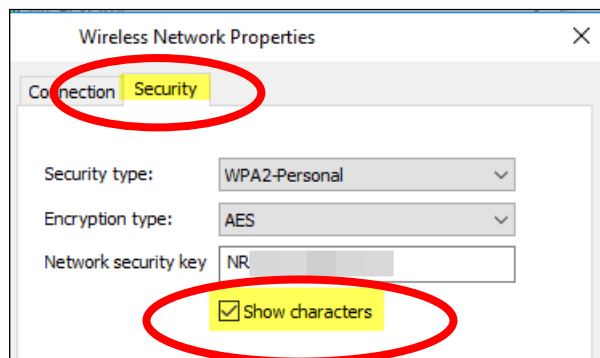 Wireless Network Properties
Connection Security
Security type: WPA2-Personal
Encryption type: AES
Network security key NR
Show characters